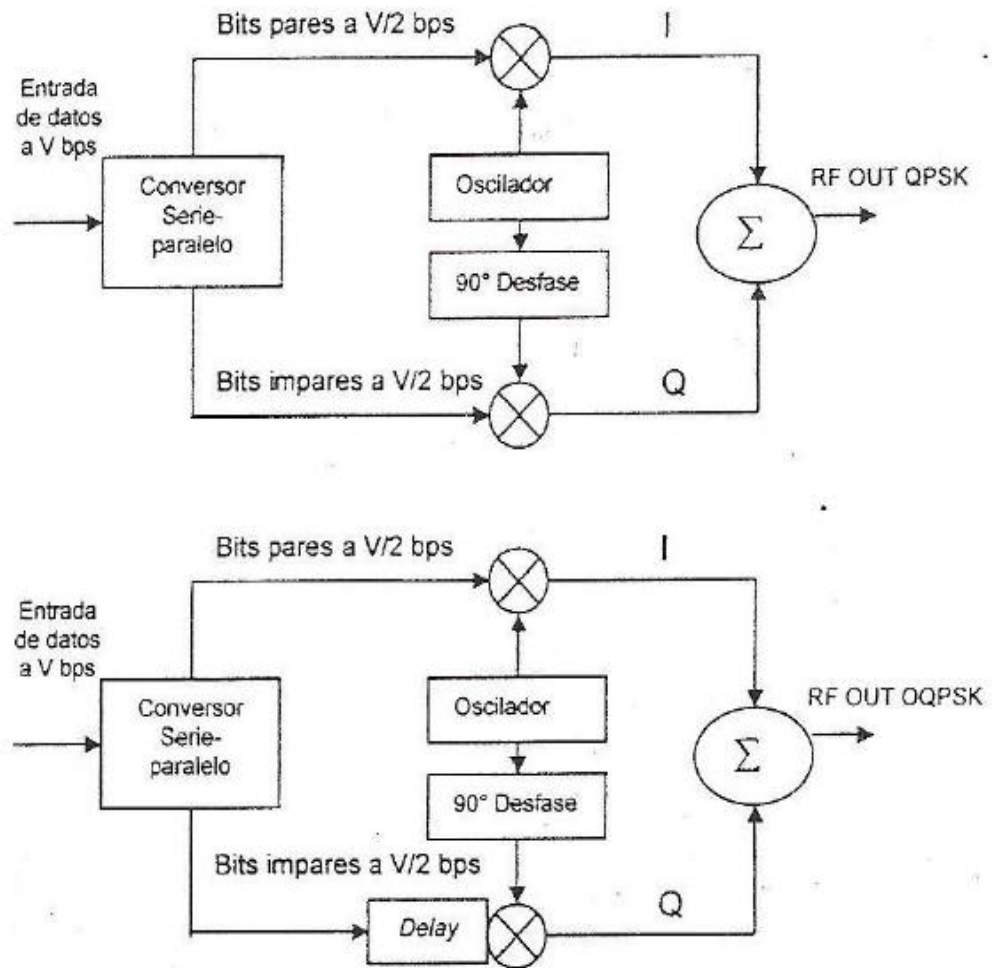 Bits pares a V/2 bps
I
Entrada
de datos
a V bps
Conversor
Serie-
paralelo
Oscilador
90° Desfase
Σ
RF OUT QPSK
Bits impares a V/2 bps
Q
Bits pares a V/2 bps
I
Entrada
de datos
a V bps
Conversor
Serie-
paralelo
Oscilador
90° Desfase
Σ
RF OUT OQPSK
Bits impares a V/2 bps
Delay
Q